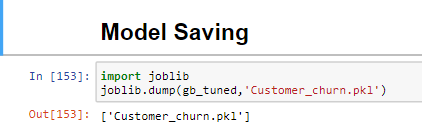 Model Saving
In [153]: import joblib
joblib.dump(gb_tuned,'Customer_churn.pkl')
Out[153]: ['Customer_churn.pkl']